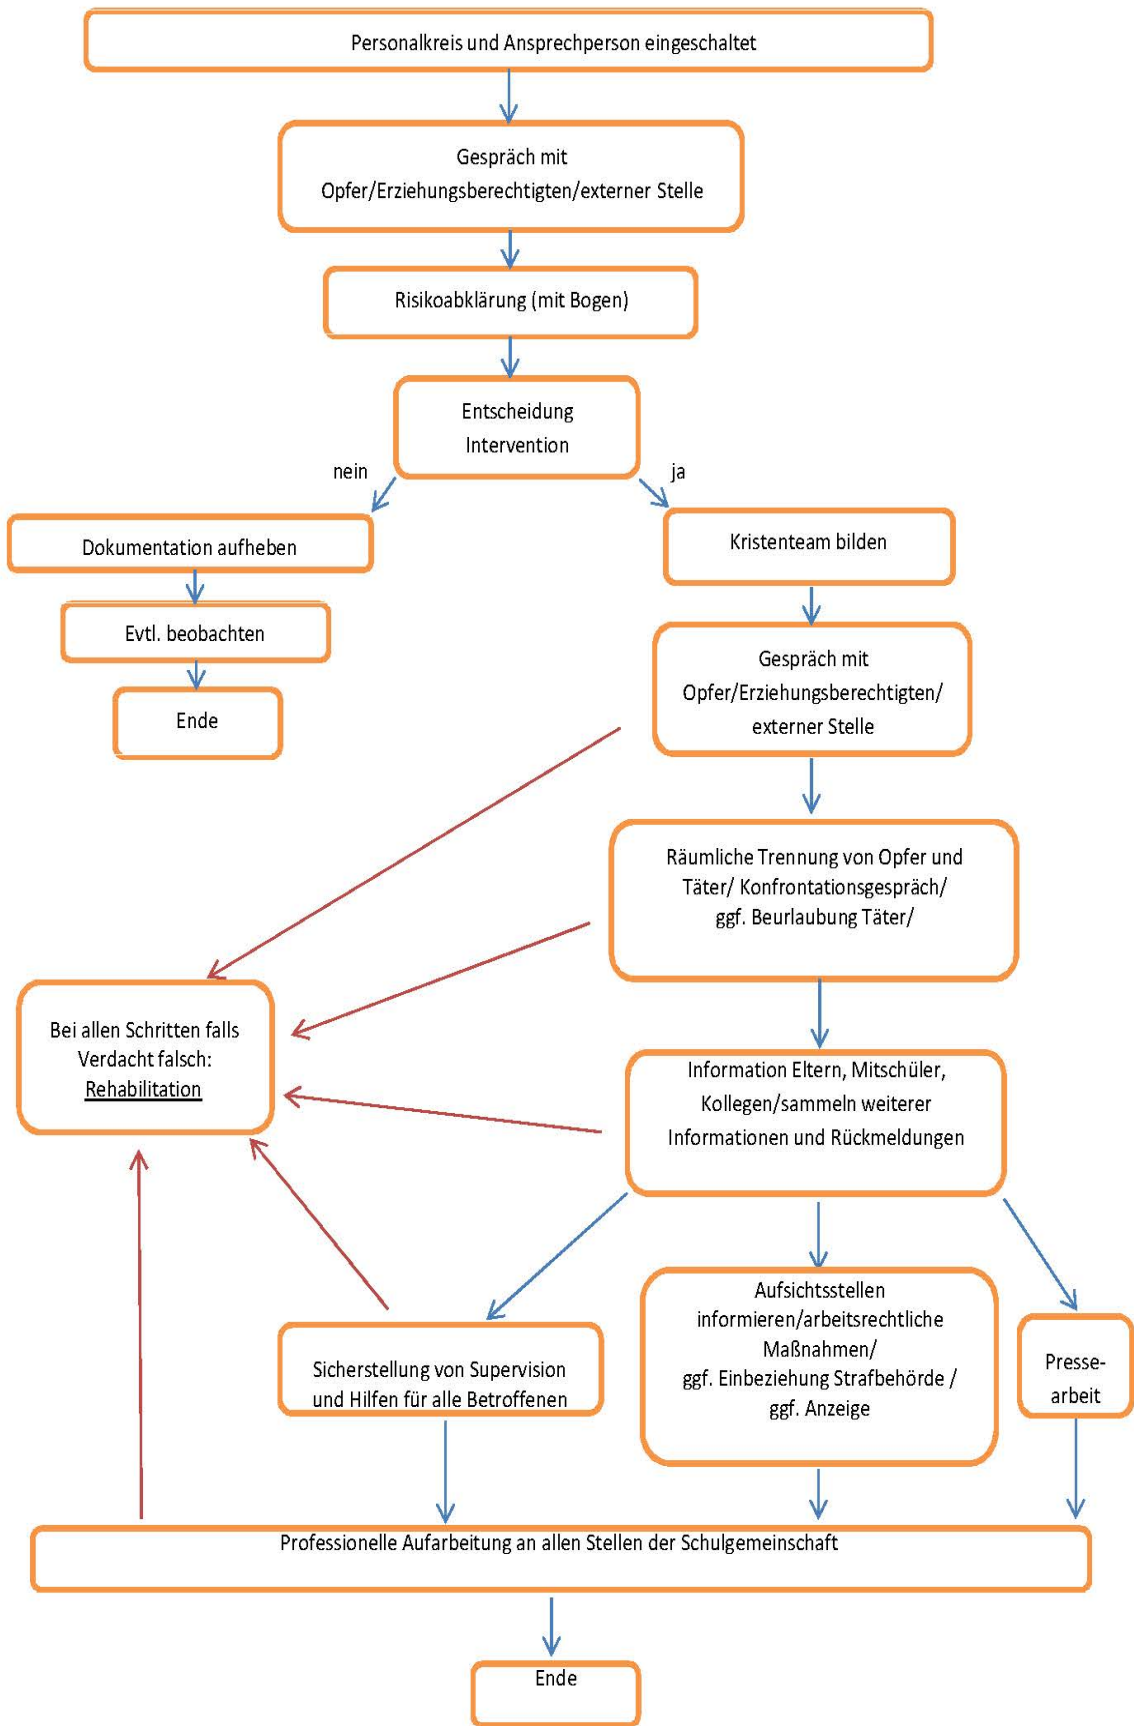 Personalkreis und Ansprechperson eingeschaltet
Gespräch mit
Opfer/Erziehungsberechtigten/externer Stelle
Risikoabklärung (mit Bogen)
Entscheidung
Intervention
nein
ja
Dokumentation aufheben
Evtl. beobachten
Ende
Kristenteam bilden
Gespräch mit
Opfer/Erziehungsberechtigten/
externer Stelle
Räumliche Trennung von Opfer und
Täter/ Konfrontationsgespräch/
ggf. Beurlaubung Täter/
Bei allen Schritten falls
Verdacht falsch:
Rehabilitation
Information Eltern, Mitschüler,
Kollegen/sammeln weiterer
Informationen und Rückmeldungen
Sicherstellung von Supervision
und Hilfen für alle Betroffenen
Aufsichtsstellen
informieren/arbeitsrechtliche
Maßnahmen/
ggf. Einbeziehung Strafbehörde /
ggf. Anzeige
Presse-
arbeit
Professionelle Aufarbeitung an allen Stellen der Schulgemeinschaft
Ende